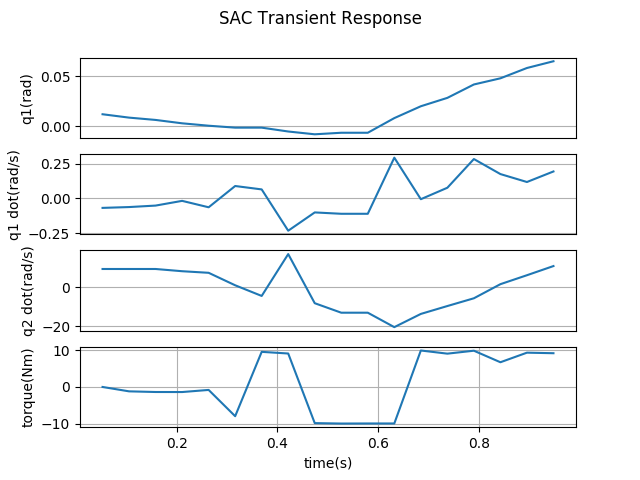 SAC Transient Response
q1(rad)
0.05
0.00
q1 dot(rad/s)
0.25
0.00
−0.25
q2 dot(rad/s)
0
−20
torque(Nm)
10
0
−10
0.2 0.4 0.6 0.8
time(s)